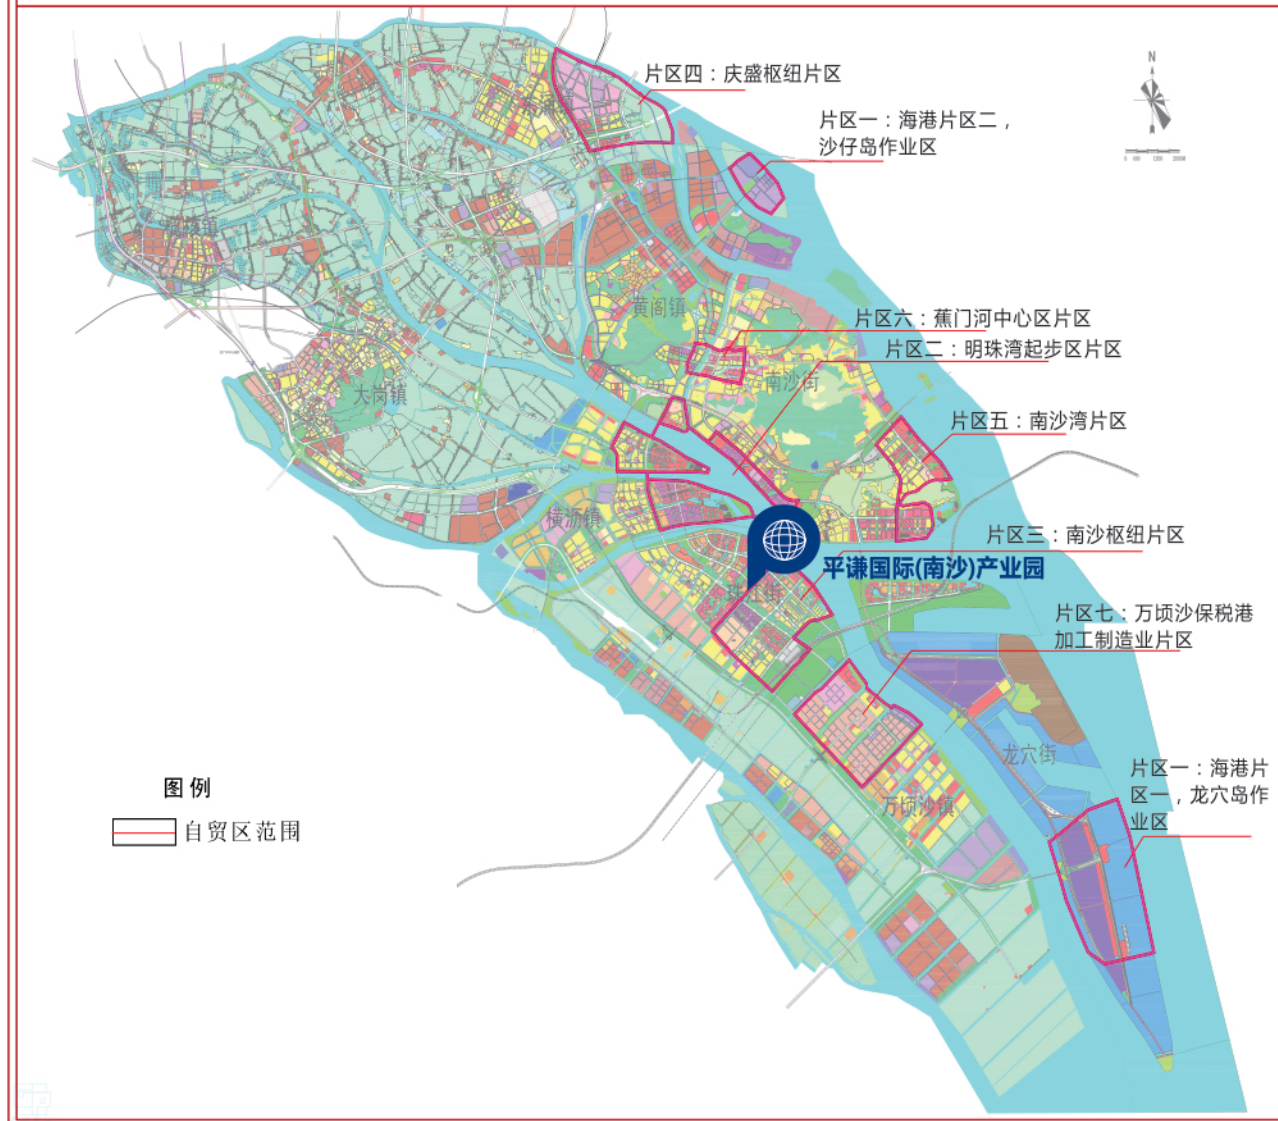 N
片区四：庆盛枢纽片区
片区一：海港片区二，
沙仔岛作业区
黄阁镇
片区六：蕉门河中心区片区
片区二：明珠湾起步区片区
南沙街
大岗镇
片区五：南沙湾片区
横沥镇
片区三：南沙枢纽片区
平谦国际(南沙)产业园
珠江街
片区七：万顷沙保税港
加工制造业片区
龙穴街
片区一：海港片
区一，龙穴岛作
业区
万顷沙镇
图例
自贸区范围